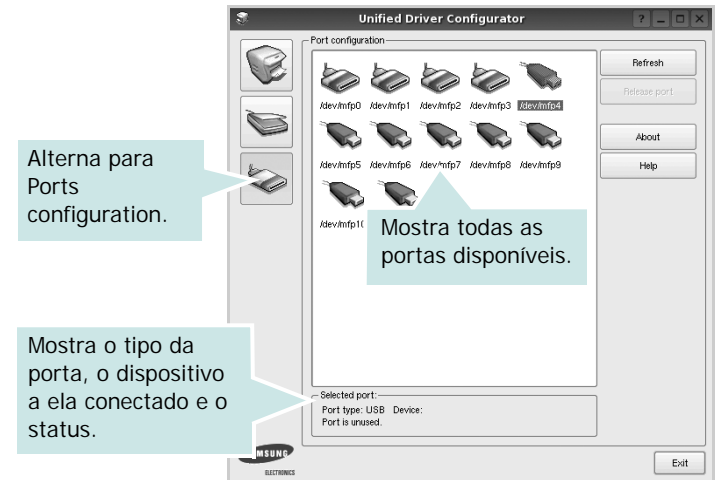 Unified Driver Configurator
Port configuration
/dev/mfp0 /dev/mfp1 /dev/mfp2 /dev/mfp3 /dev/mfp4
/dev/mfp5 /dev/mfp6 /dev/mfp7 /dev/mfp8 /dev/mfp9
/dev/mfp1(
Refresh
Release port
About
Help
Alterna para
Ports
configuration.
Mostra todas as
portas disponíveis.
Mostra o tipo da
porta, o dispositivo
a ela conectado e o
status.
Selected port:
Port type: USB Device:
Port is unused.
MSUNG
ELECTRONICS
Exit